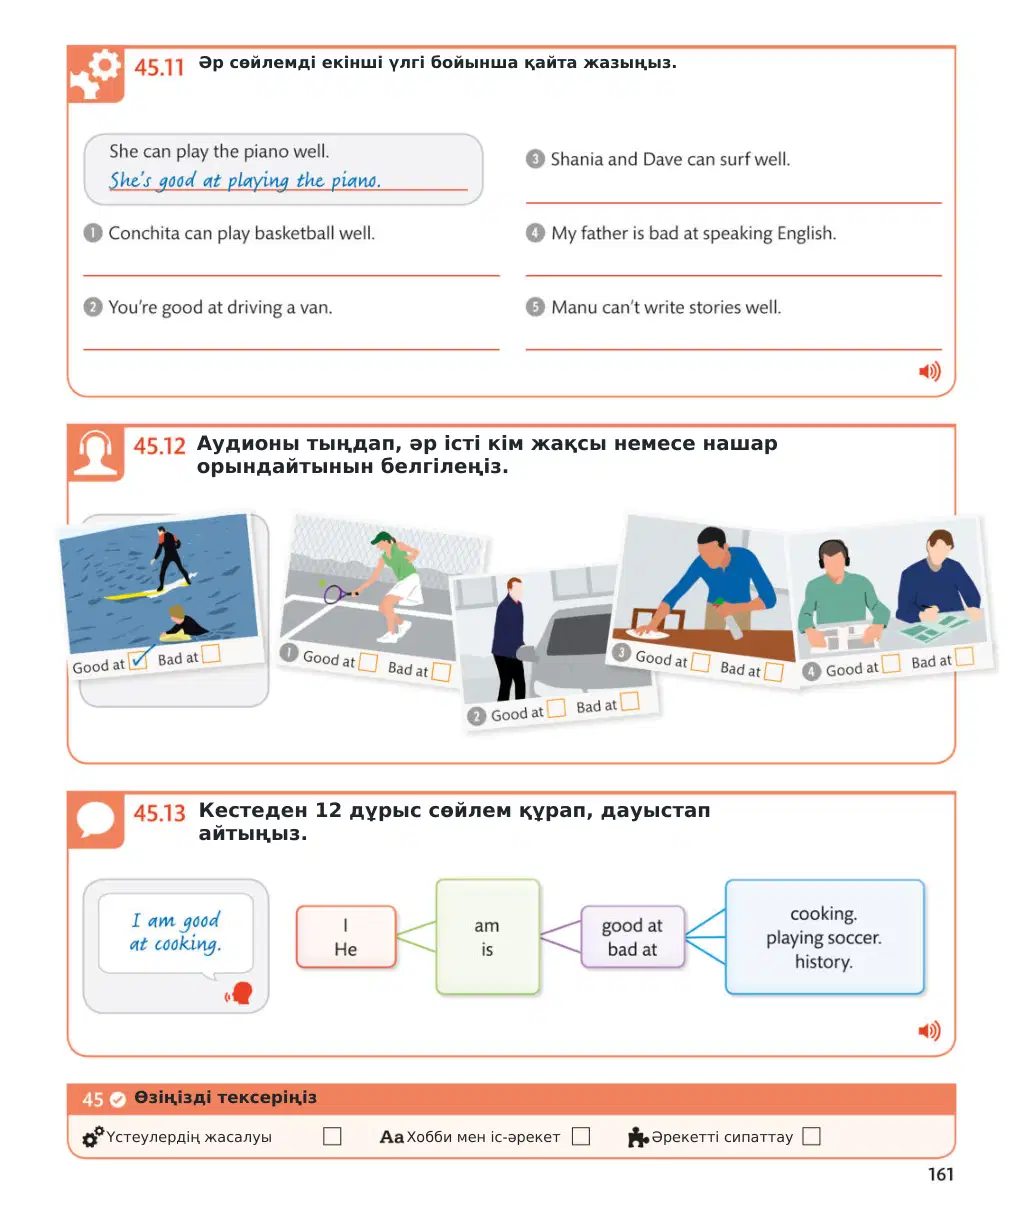 45.11 Әр сөйлемді екінші үлгі бойынша қайта жазыңыз.
She can play the piano well.
She's good at playing the piano.
1 Conchita can play basketball well.
2 You're good at driving a van.
3 Shania and Dave can surf well.
4 My father is bad at speaking English.
5 Manu can't write stories well.
45.12 Аудионы тыңдап, әр істі кім жақсы немесе нашар
орындайтынын белгілеңіз.
Good at Bad at
1 Good at Bad at
2 Good at Bad at
3 Good at Bad at
4 Good at Bad at
45.13 Кестеден 12 дұрыс сөйлем құрап, дауыстап
айтыңыз.
I am good
at cooking.
I
He
am
is
good at
bad at
cooking.
playing soccer.
history.
45 Өзіңізді тексеріңіз
Үстеулердің жасалуы Aa Хобби мен іс-әрекет Әрекетті сипаттау
161